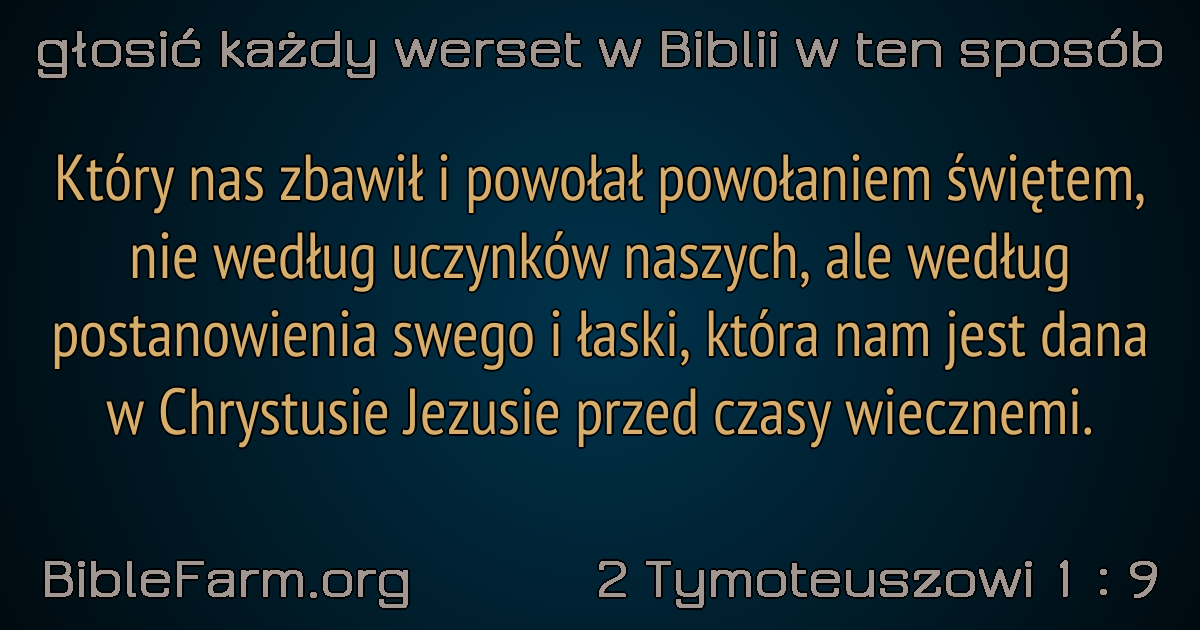 głosić każdy werset w Biblii w ten sposób
Który nas zbawił i powołał powołaniem świętem,
nie według uczynków naszych, ale według
postanowienia swego i łaski, która nam jest dana
w Chrystusie Jezusie przed czasy wiecznemi.
BibleFarm.org
2 Tymoteuszowi 1 : 9